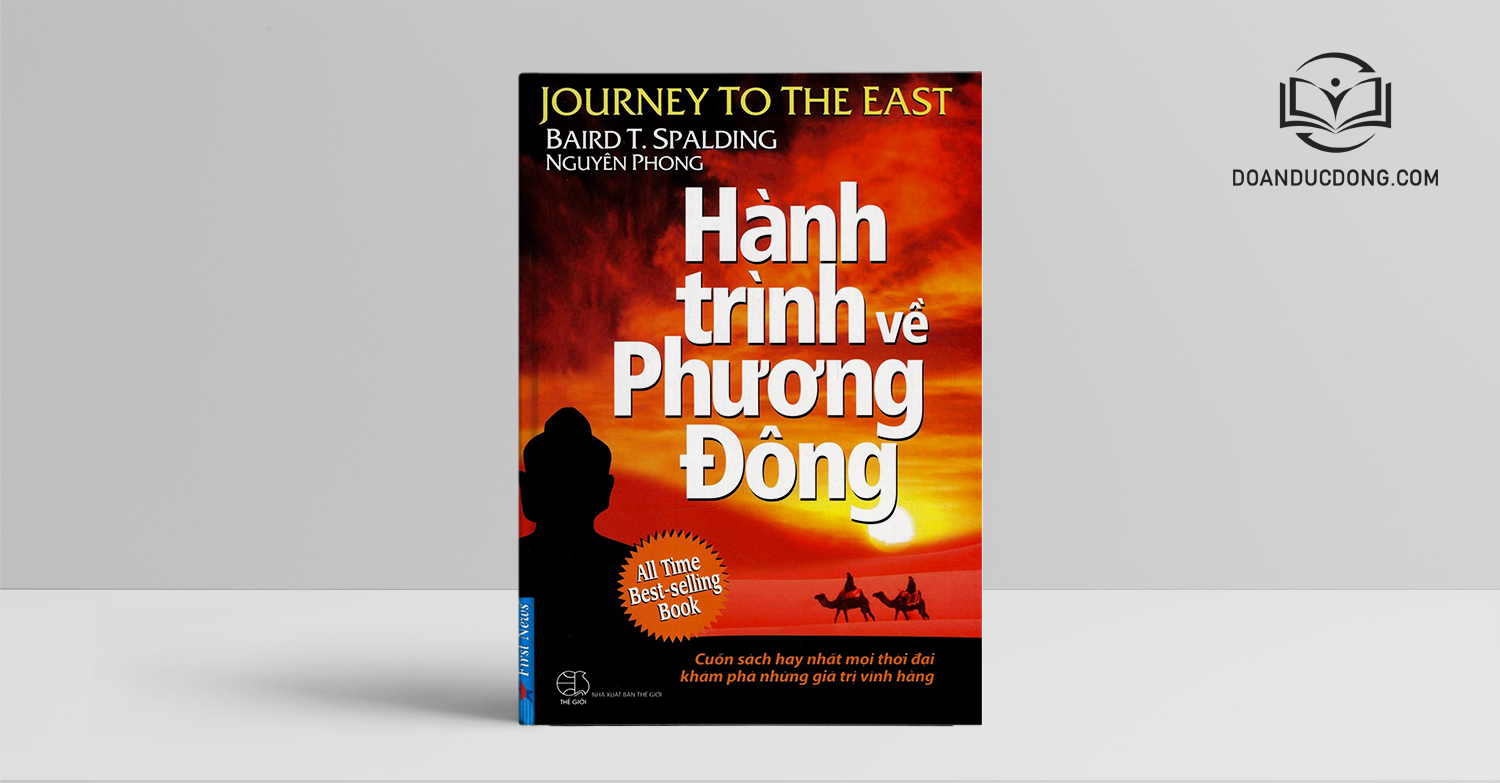 JOURNEY TO THE EAST
BAIRD T. SPALDING
NGUYÊN PHONG
Hành
trình về
Phương
Đông
All Time
Best-selling
Book
Cuốn sách hay nhất mọi thời đại
khám phá những giá trị vĩnh hằng
First News
THẾ GIỚI
NHÀ XUẤT BẢN THẾ GIỚI
DOANDUCDONG.COM